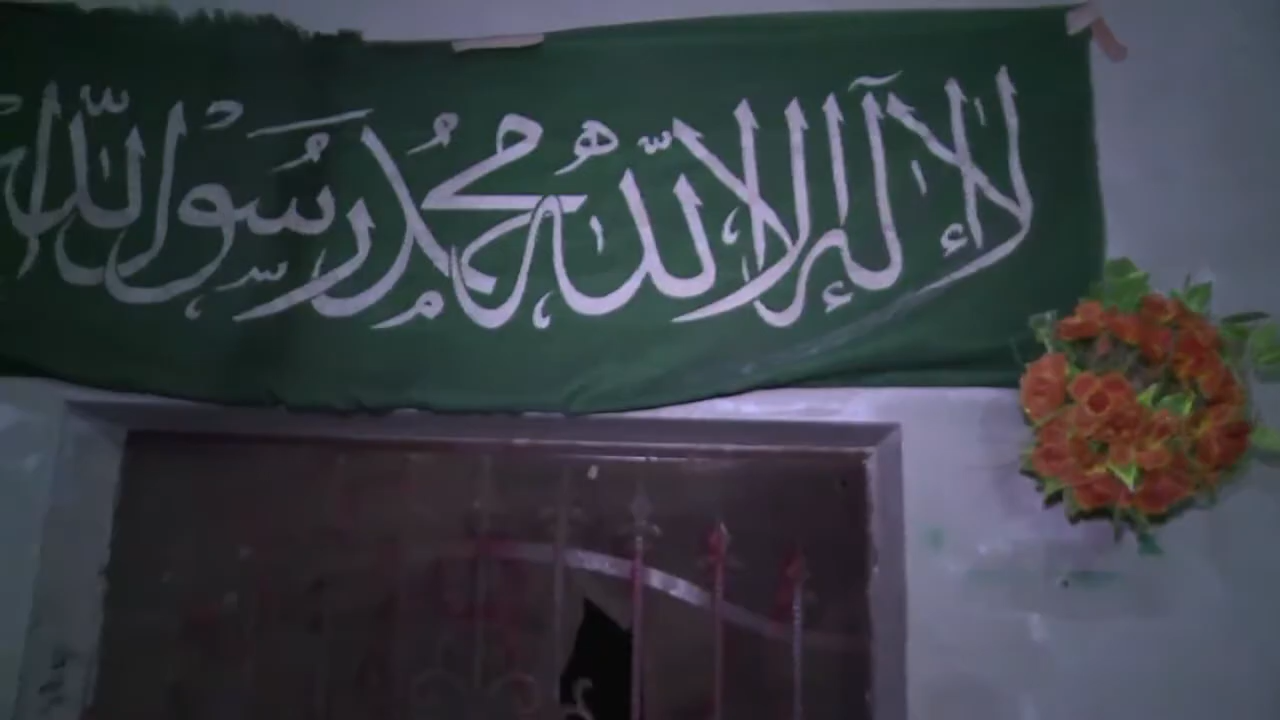 لا إله إلا الله محمد رسول الله